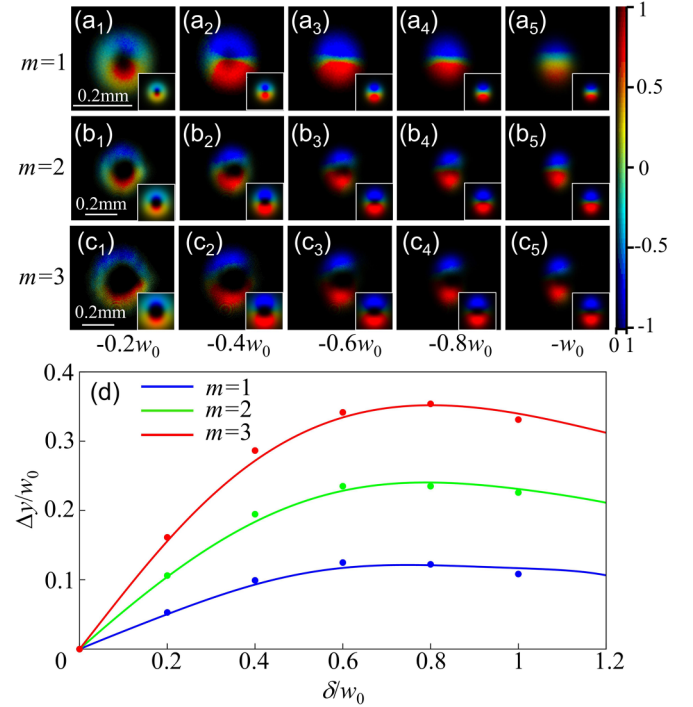 (a₁) (a₂) (a₃) (a₄) (a₅) 1
m=1
0.2mm
0.5
(b₁) (b₂) (b₃) (b₄) (b₅)
m=2 0
0.2mm
-0.5
(c₁) (c₂) (c₃) (c₄) (c₅)
m=3
0.2mm
-1
-0.2w₀ -0.4w₀ -0.6w₀ -0.8w₀ -w₀ 0 1
0.4
(d)
m=1
m=2
m=3
0.3
Δy/w₀
0.2
0.1
0 0.2 0.4 0.6 0.8 1 1.2
δ/w₀